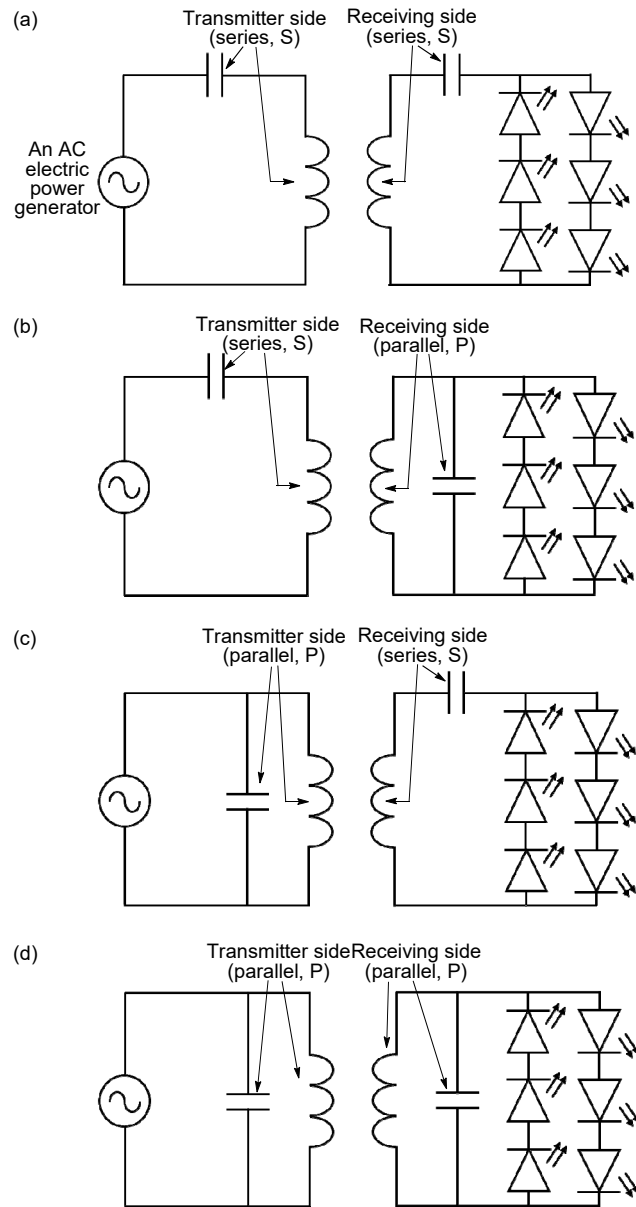 (a)
Transmitter side
(series, S)
Receiving side
(series, S)
An AC
electric
power
generator
(b)
Transmitter side
(series, S)
Receiving side
(parallel, P)
(c)
Transmitter side
(parallel, P)
Receiving side
(series, S)
(d)
Transmitter side
(parallel, P)
Receiving side
(parallel, P)